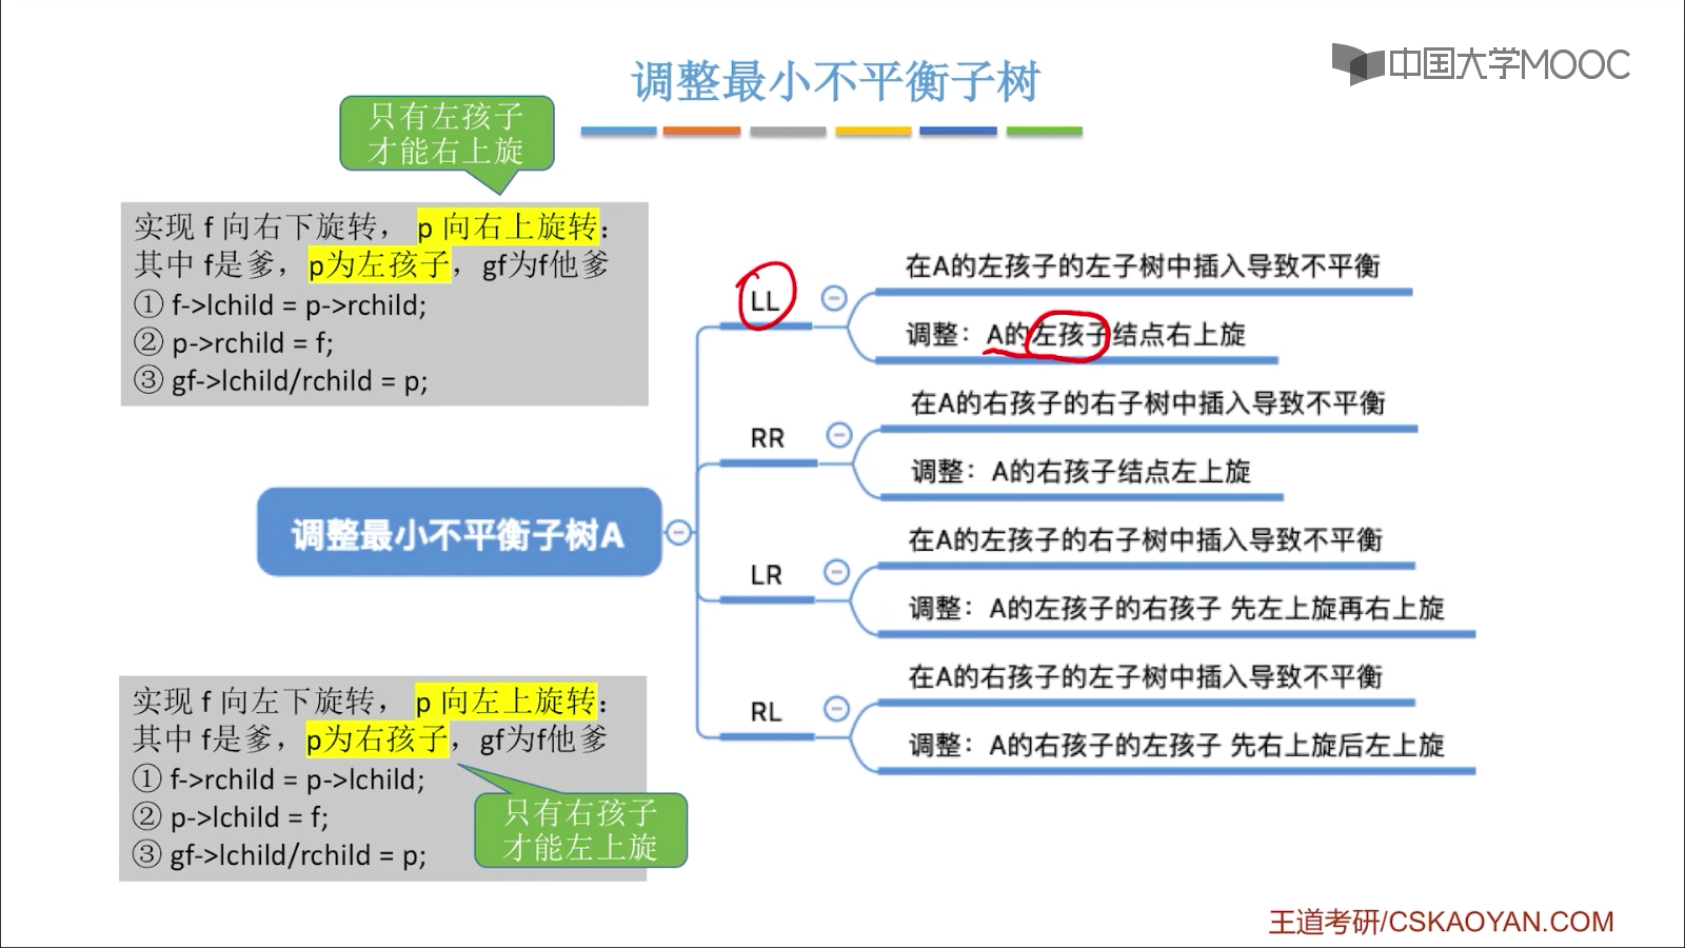 中国大学MOOC
调整最小不平衡子树
只有左孩子
才能右上旋
实现 f 向右下旋转， p 向右上旋转：
其中 f是爹，p为左孩子，gf为f他爹
① f->lchild = p->rchild;
② p->rchild = f;
③ gf->lchild/rchild = p;
调整最小不平衡子树A
LL
在A的左孩子的左子树中插入导致不平衡
调整：A的左孩子结点右上旋
RR
在A的右孩子的右子树中插入导致不平衡
调整：A的右孩子结点左上旋
LR
在A的左孩子的右子树中插入导致不平衡
调整：A的左孩子的右孩子 先左上旋再右上旋
RL
在A的右孩子的左子树中插入导致不平衡
调整：A的右孩子的左孩子 先右上旋后左上旋
实现 f 向左下旋转， p 向左上旋转：
其中 f是爹，p为右孩子，gf为f他爹
① f->rchild = p->lchild;
② p->lchild = f;
③ gf->lchild/rchild = p;
只有右孩子
才能左上旋
王道考研/CSKAOYAN.COM